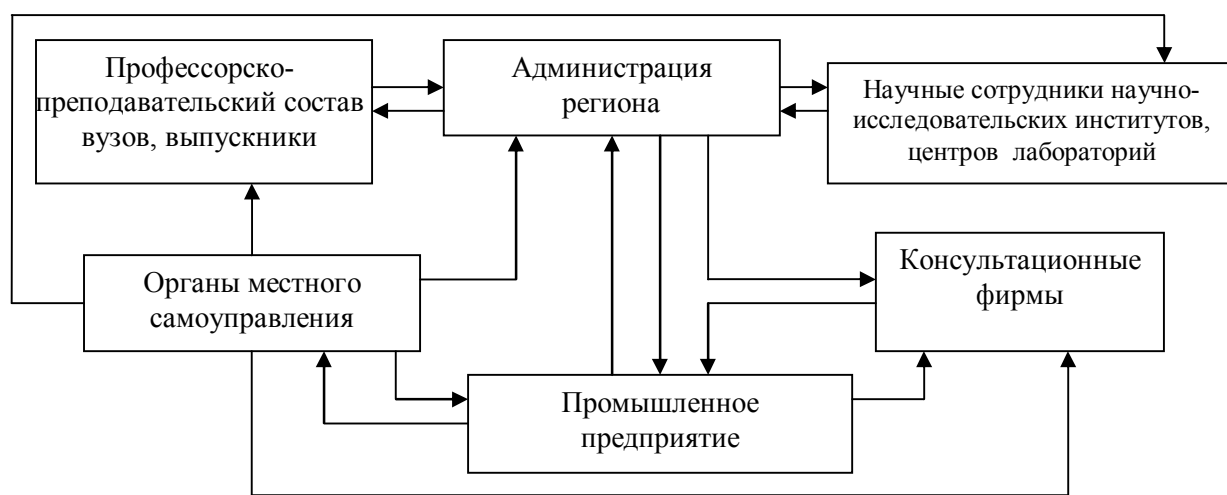 Профессорско-
преподавательский состав
вузов, выпускники
Администрация
региона
Научные сотрудники научно-
исследовательских институтов,
центров лабораторий
Органы местного
самоуправления
Консультационные
фирмы
Промышленное
предприятие